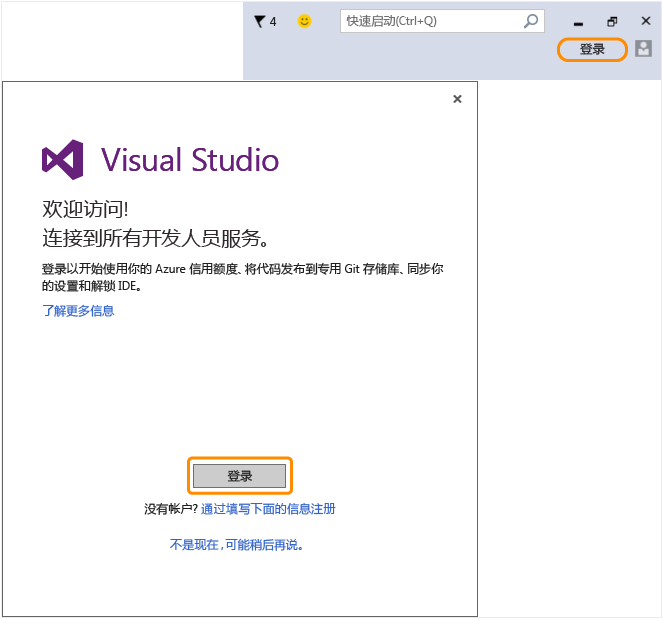 4
快速启动(Ctrl+Q)
登录
Visual Studio
欢迎访问!
连接到所有开发人员服务。
登录以开始使用你的 Azure 信用额度、将代码发布到专用 Git 存储库、同步你
的设置和解锁 IDE。
了解更多信息
登录
没有帐户? 通过填写下面的信息注册
不是现在,可能稍后再说。